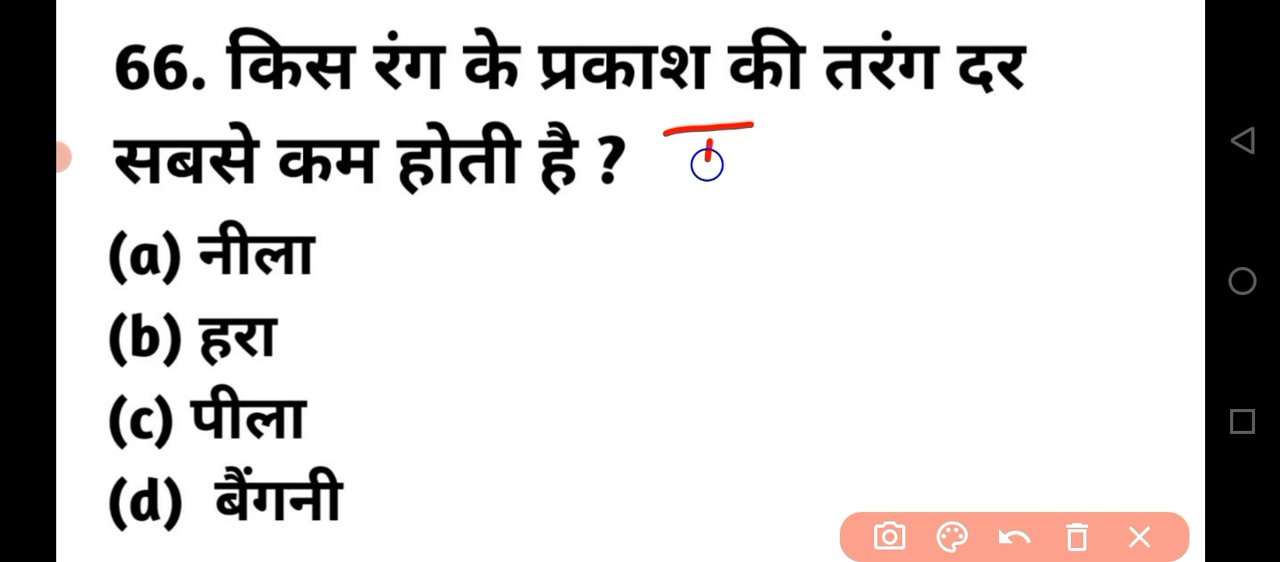 66. किस रंग के प्रकाश की तरंग दर
सबसे कम होती है ?
(a) नीला
(b) हरा
(c) पीला
(d) बैंगनी